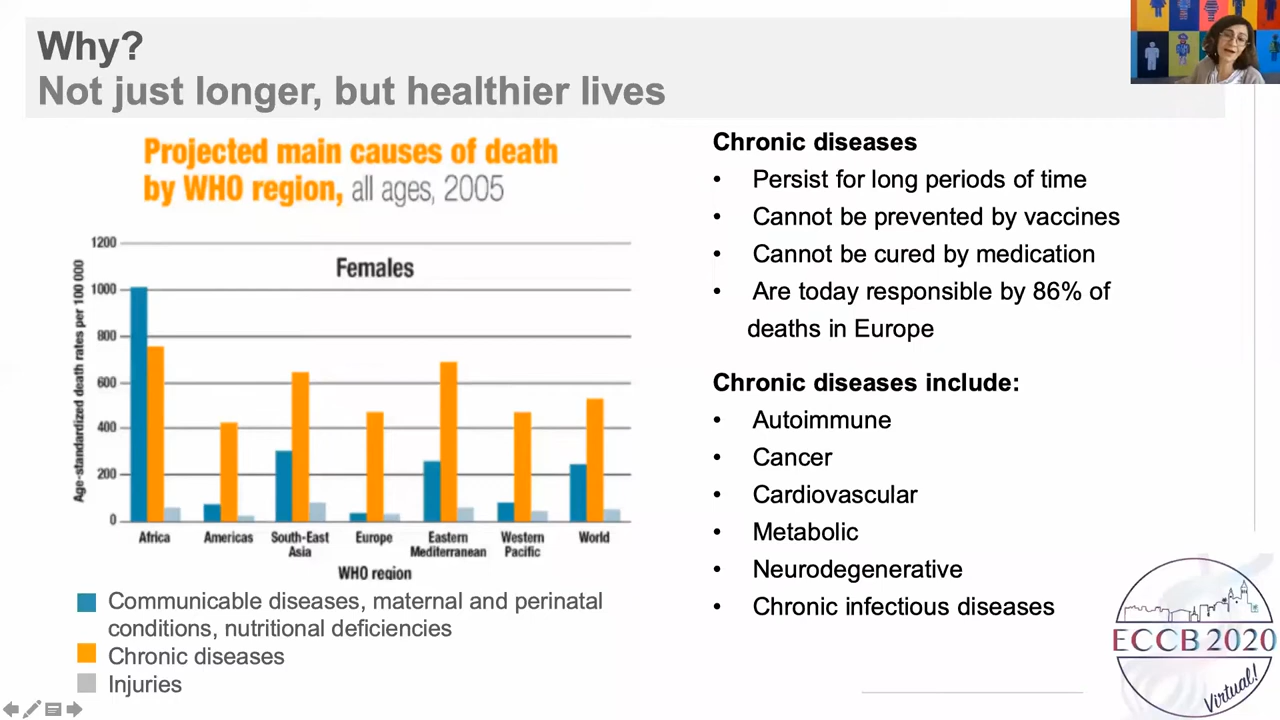 Why?
Not just longer, but healthier lives
Projected main causes of death
by WHO region, all ages, 2005
1200
1000
800
600
400
200
0
Age-standardized death rates per 100 000
Females
Africa
Americas
South-East
Asia
Europe
Eastern
Mediterranean
Western
Pacific
World
WHO region
Communicable diseases, maternal and perinatal
conditions, nutritional deficiencies
Chronic diseases
Injuries
Chronic diseases
• Persist for long periods of time
• Cannot be prevented by vaccines
• Cannot be cured by medication
• Are today responsible by 86% of
deaths in Europe
Chronic diseases include:
• Autoimmune
• Cancer
• Cardiovascular
• Metabolic
• Neurodegenerative
• Chronic infectious diseases
ECCB 2020
Virtual!